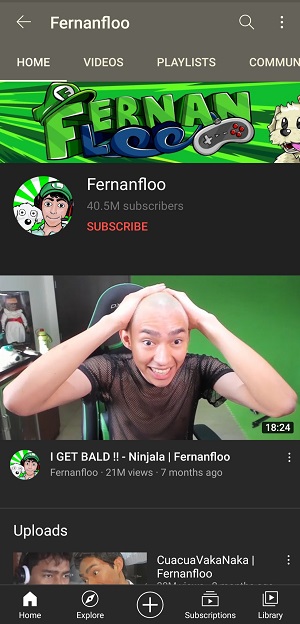 Fernanfloo
HOME VIDEOS PLAYLISTS COMMUN
FERNAN
FLOO
Fernanfloo
40.5M subscribers
SUBSCRIBE
18:24
I GET BALD !! - Ninjala | Fernanfloo
Fernanfloo · 21M views · 7 months ago
Uploads
CuacuaVakaNaka |
Fernanfloo
Home Explore Subscriptions Library